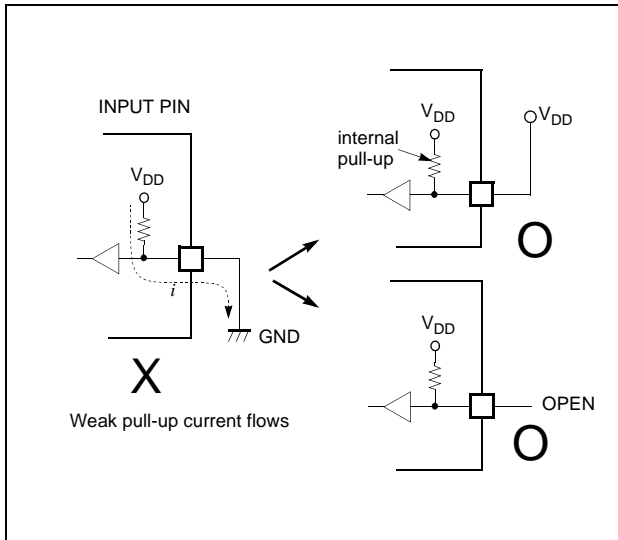 INPUT PIN
VDD
i
GND
X
Weak pull-up current flows
VDD
internal
pull-up
VDD
O
VDD
OPEN
O